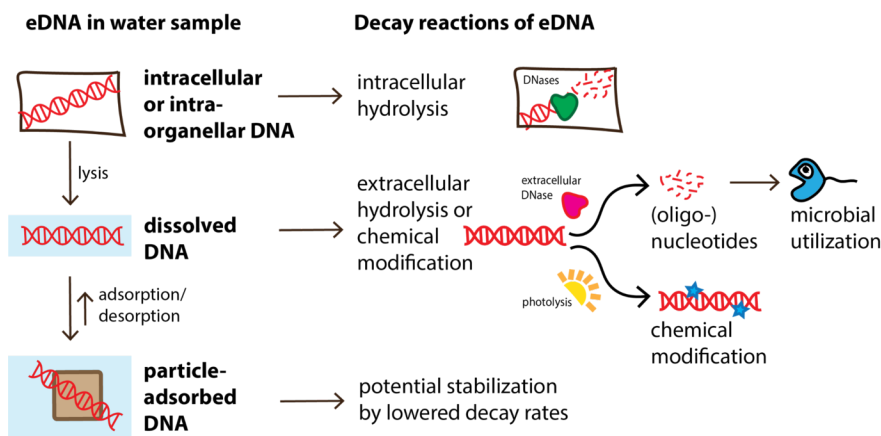 eDNA in water sample
Decay reactions of eDNA
intracellular
or intra-
organellar DNA
intracellular
hydrolysis
DNases
lysis
dissolved
DNA
extracellular
hydrolysis or
chemical
modification
extracellular
DNase
photolysis
(oligo-)
nucleotides
microbial
utilization
chemical
modification
adsorption/
desorption
particle-
adsorbed
DNA
potential stabilization
by lowered decay rates